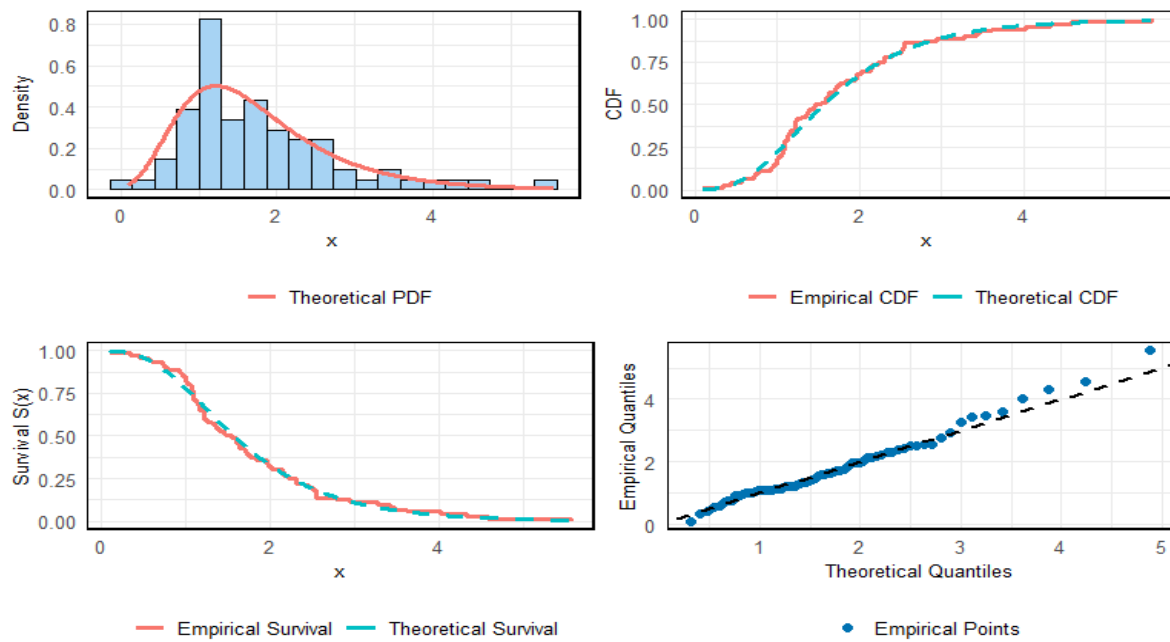 Density
0.8
0.6
0.4
0.2
0.0
0 2 4
x
Theoretical PDF
CDF
1.00
0.75
0.50
0.25
0.00
0 2 4
x
Empirical CDF Theoretical CDF
Survival S(x)
1.00
0.75
0.50
0.25
0.00
0 2 4
x
Empirical Survival Theoretical Survival
Empirical Quantiles
4
2
0
1 2 3 4 5
Theoretical Quantiles
Empirical Points